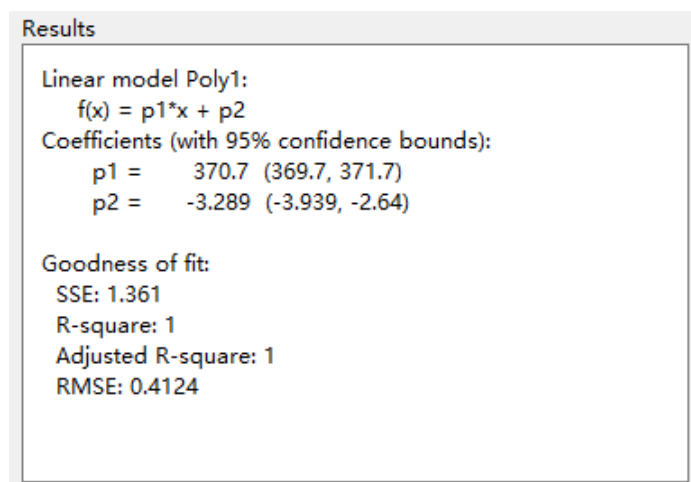 Results
Linear model Poly1:
f(x) = p1*x + p2
Coefficients (with 95% confidence bounds):
p1 = 370.7 (369.7, 371.7)
p2 = -3.289 (-3.939, -2.64)
Goodness of fit:
SSE: 1.361
R-square: 1
Adjusted R-square: 1
RMSE: 0.4124